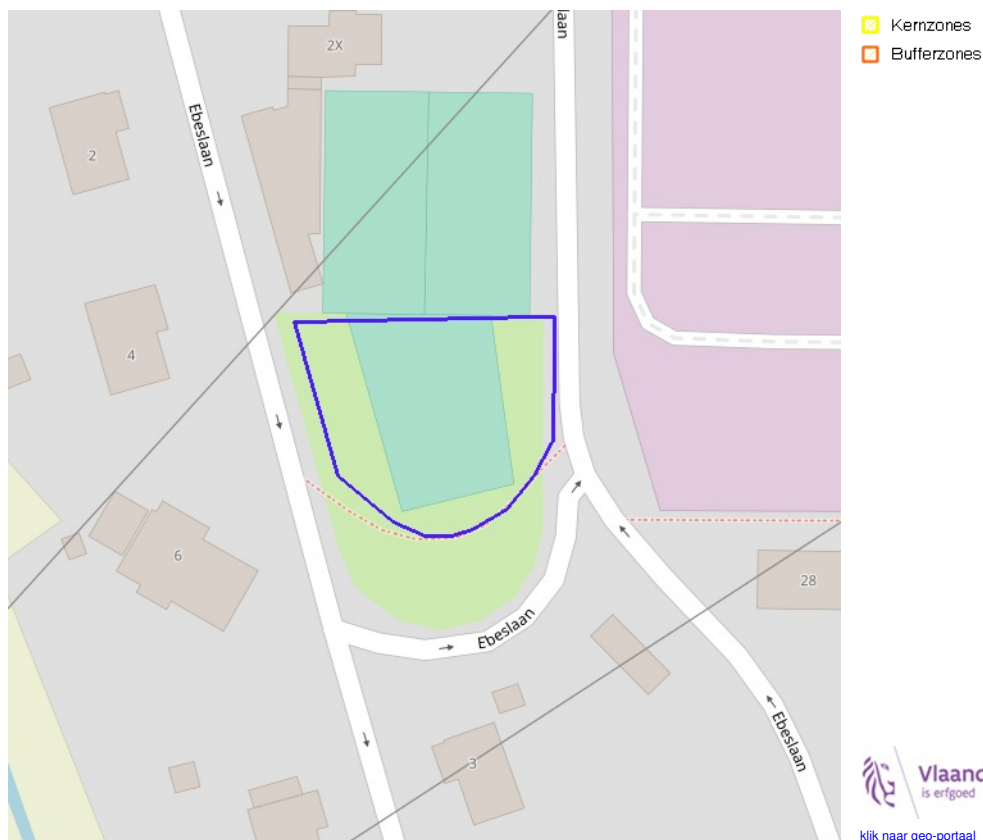 2X
laan
Kernzones
Bufferzones
Ebeslaan
2
4
6
28
Ebeslaan
Ebeslaan
3
Vlaand
is erfgoed
klik naar geo-portaal